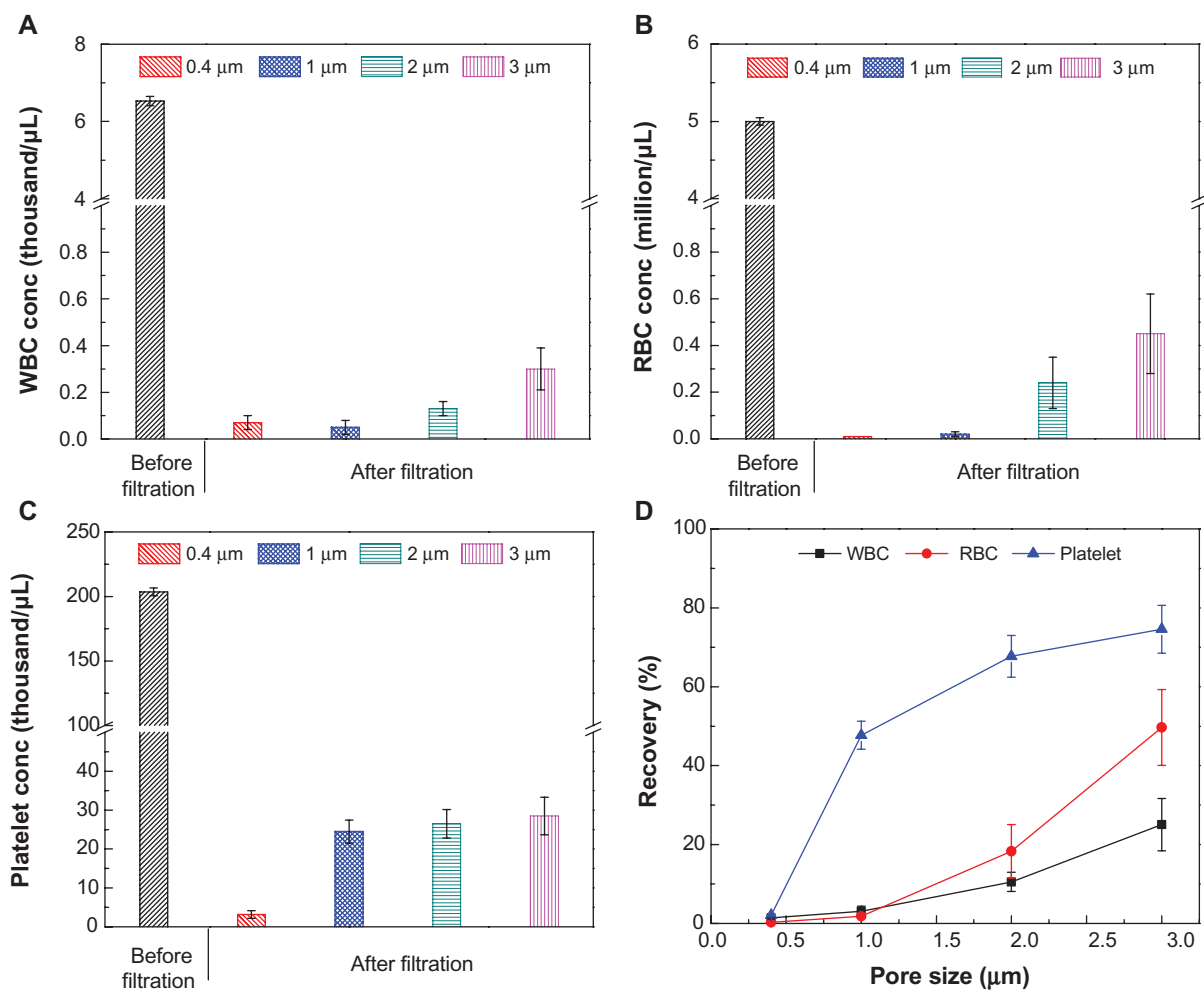 A
WBC conc (thousand/µL)
8
6
4
0.8
0.6
0.4
0.2
0.0
0.4 µm 1 µm 2 µm 3 µm
Before
filtration
After filtration
B
RBC conc (million/µL)
6
5
4
0.8
0.6
0.4
0.2
0.0
0.4 µm 1 µm 2 µm 3 µm
Before
filtration
After filtration
C
Platelet conc (thousand/µL)
250
200
150
100
50
40
30
20
10
0
0.4 µm 1 µm 2 µm 3 µm
Before
filtration
After filtration
D
Recovery (%)
100
80
60
40
20
0
WBC RBC Platelet
0.0 0.5 1.0 2.0 2.5 3.0
Pore size (µm)